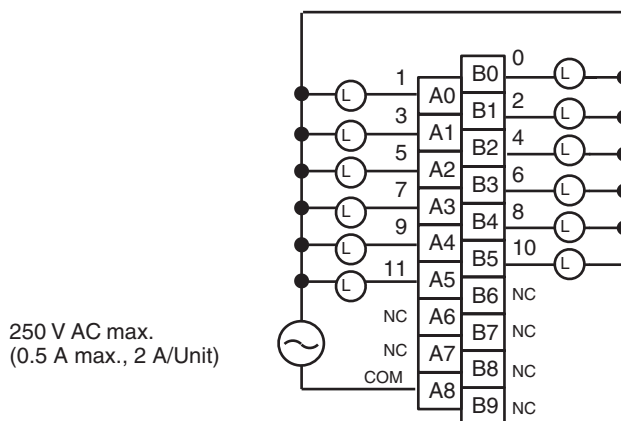 0
B0
L
1
L
A0
2
B1
L
3
L
A1
4
B2
L
5
L
A2
6
B3
L
7
L
A3
8
B4
L
9
L
A4
10
B5
L
11
L
A5
B6 NC
NC A6
B7 NC
NC A7
B8 NC
COM A8
B9 NC
250 V AC max.
(0.5 A max., 2 A/Unit)